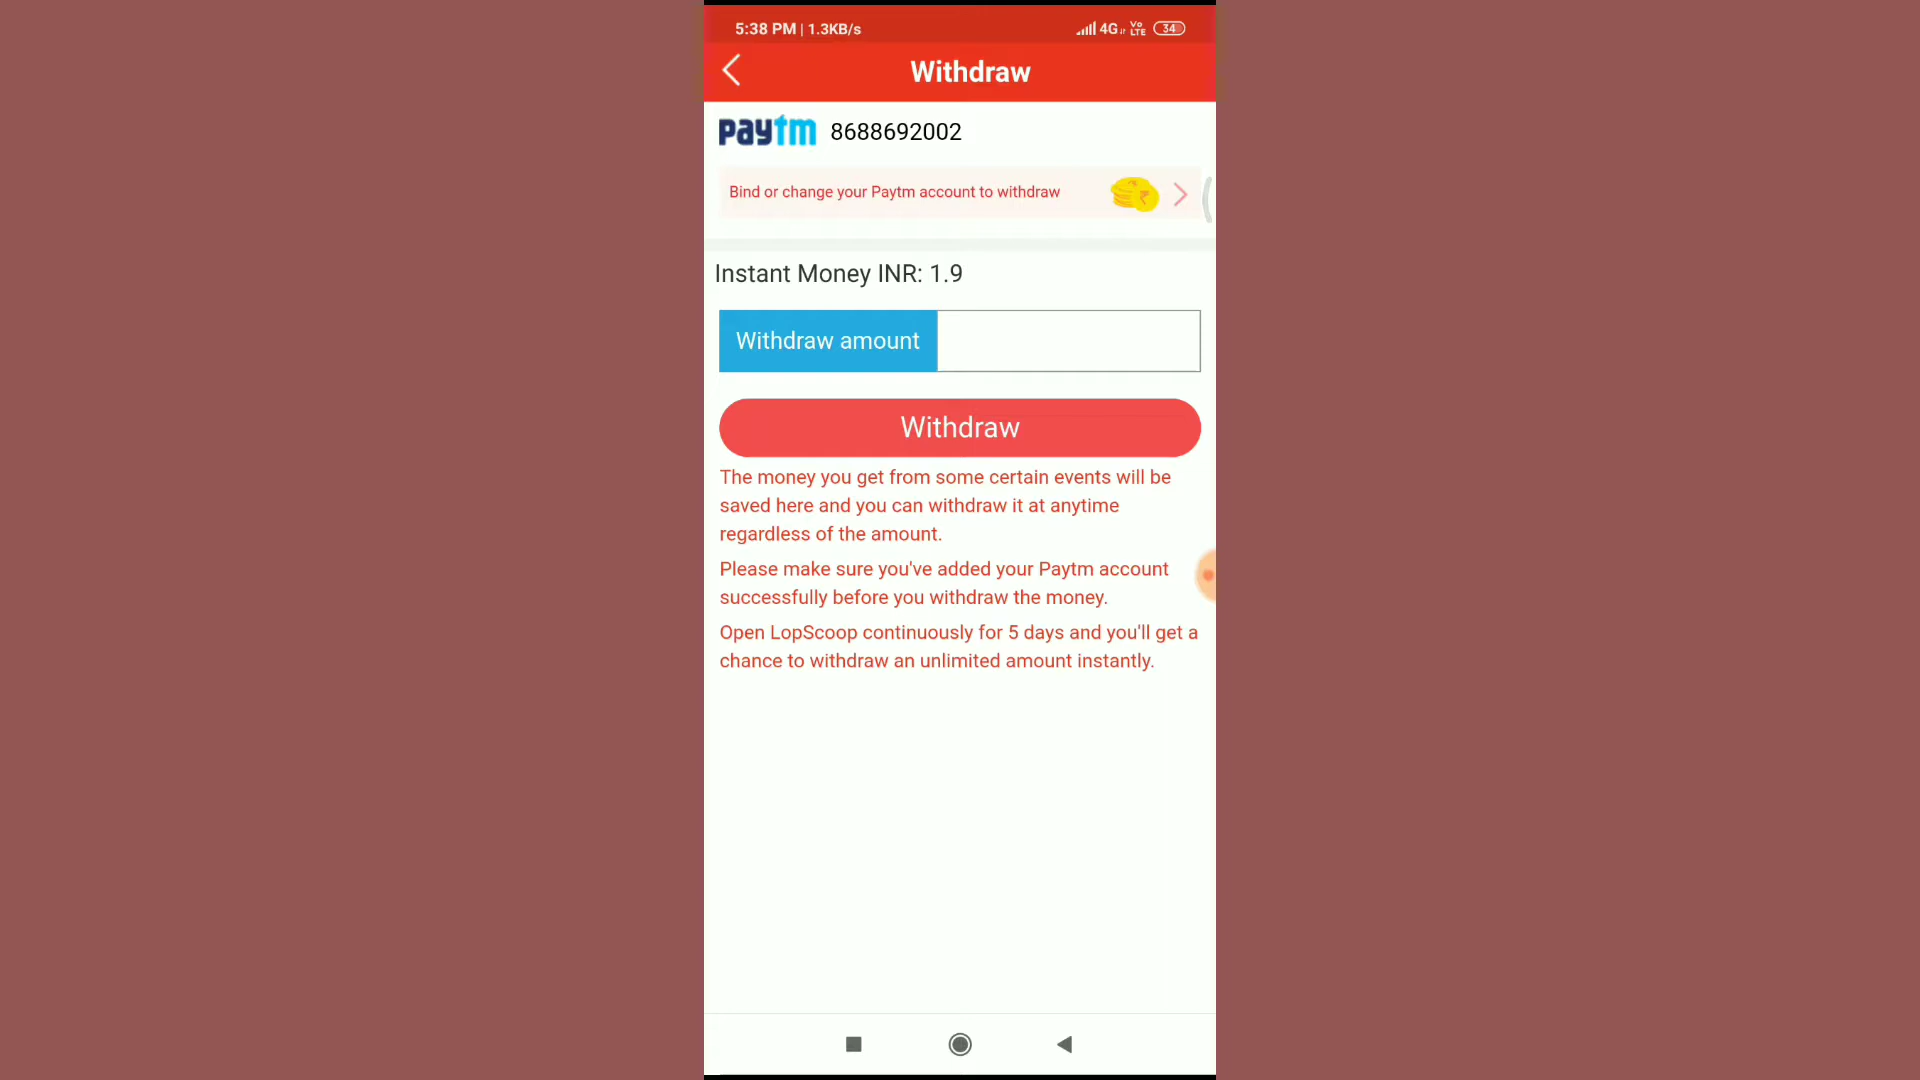 5:38 PM | 1.3KB/s 4G Vo LTE 34
Withdraw
paytm 8688692002
Bind or change your Paytm account to withdraw
Instant Money INR: 1.9
Withdraw amount
Withdraw
The money you get from some certain events will be
saved here and you can withdraw it at anytime
regardless of the amount.
Please make sure you've added your Paytm account
successfully before you withdraw the money.
Open LopScoop continuously for 5 days and you'll get a
chance to withdraw an unlimited amount instantly.